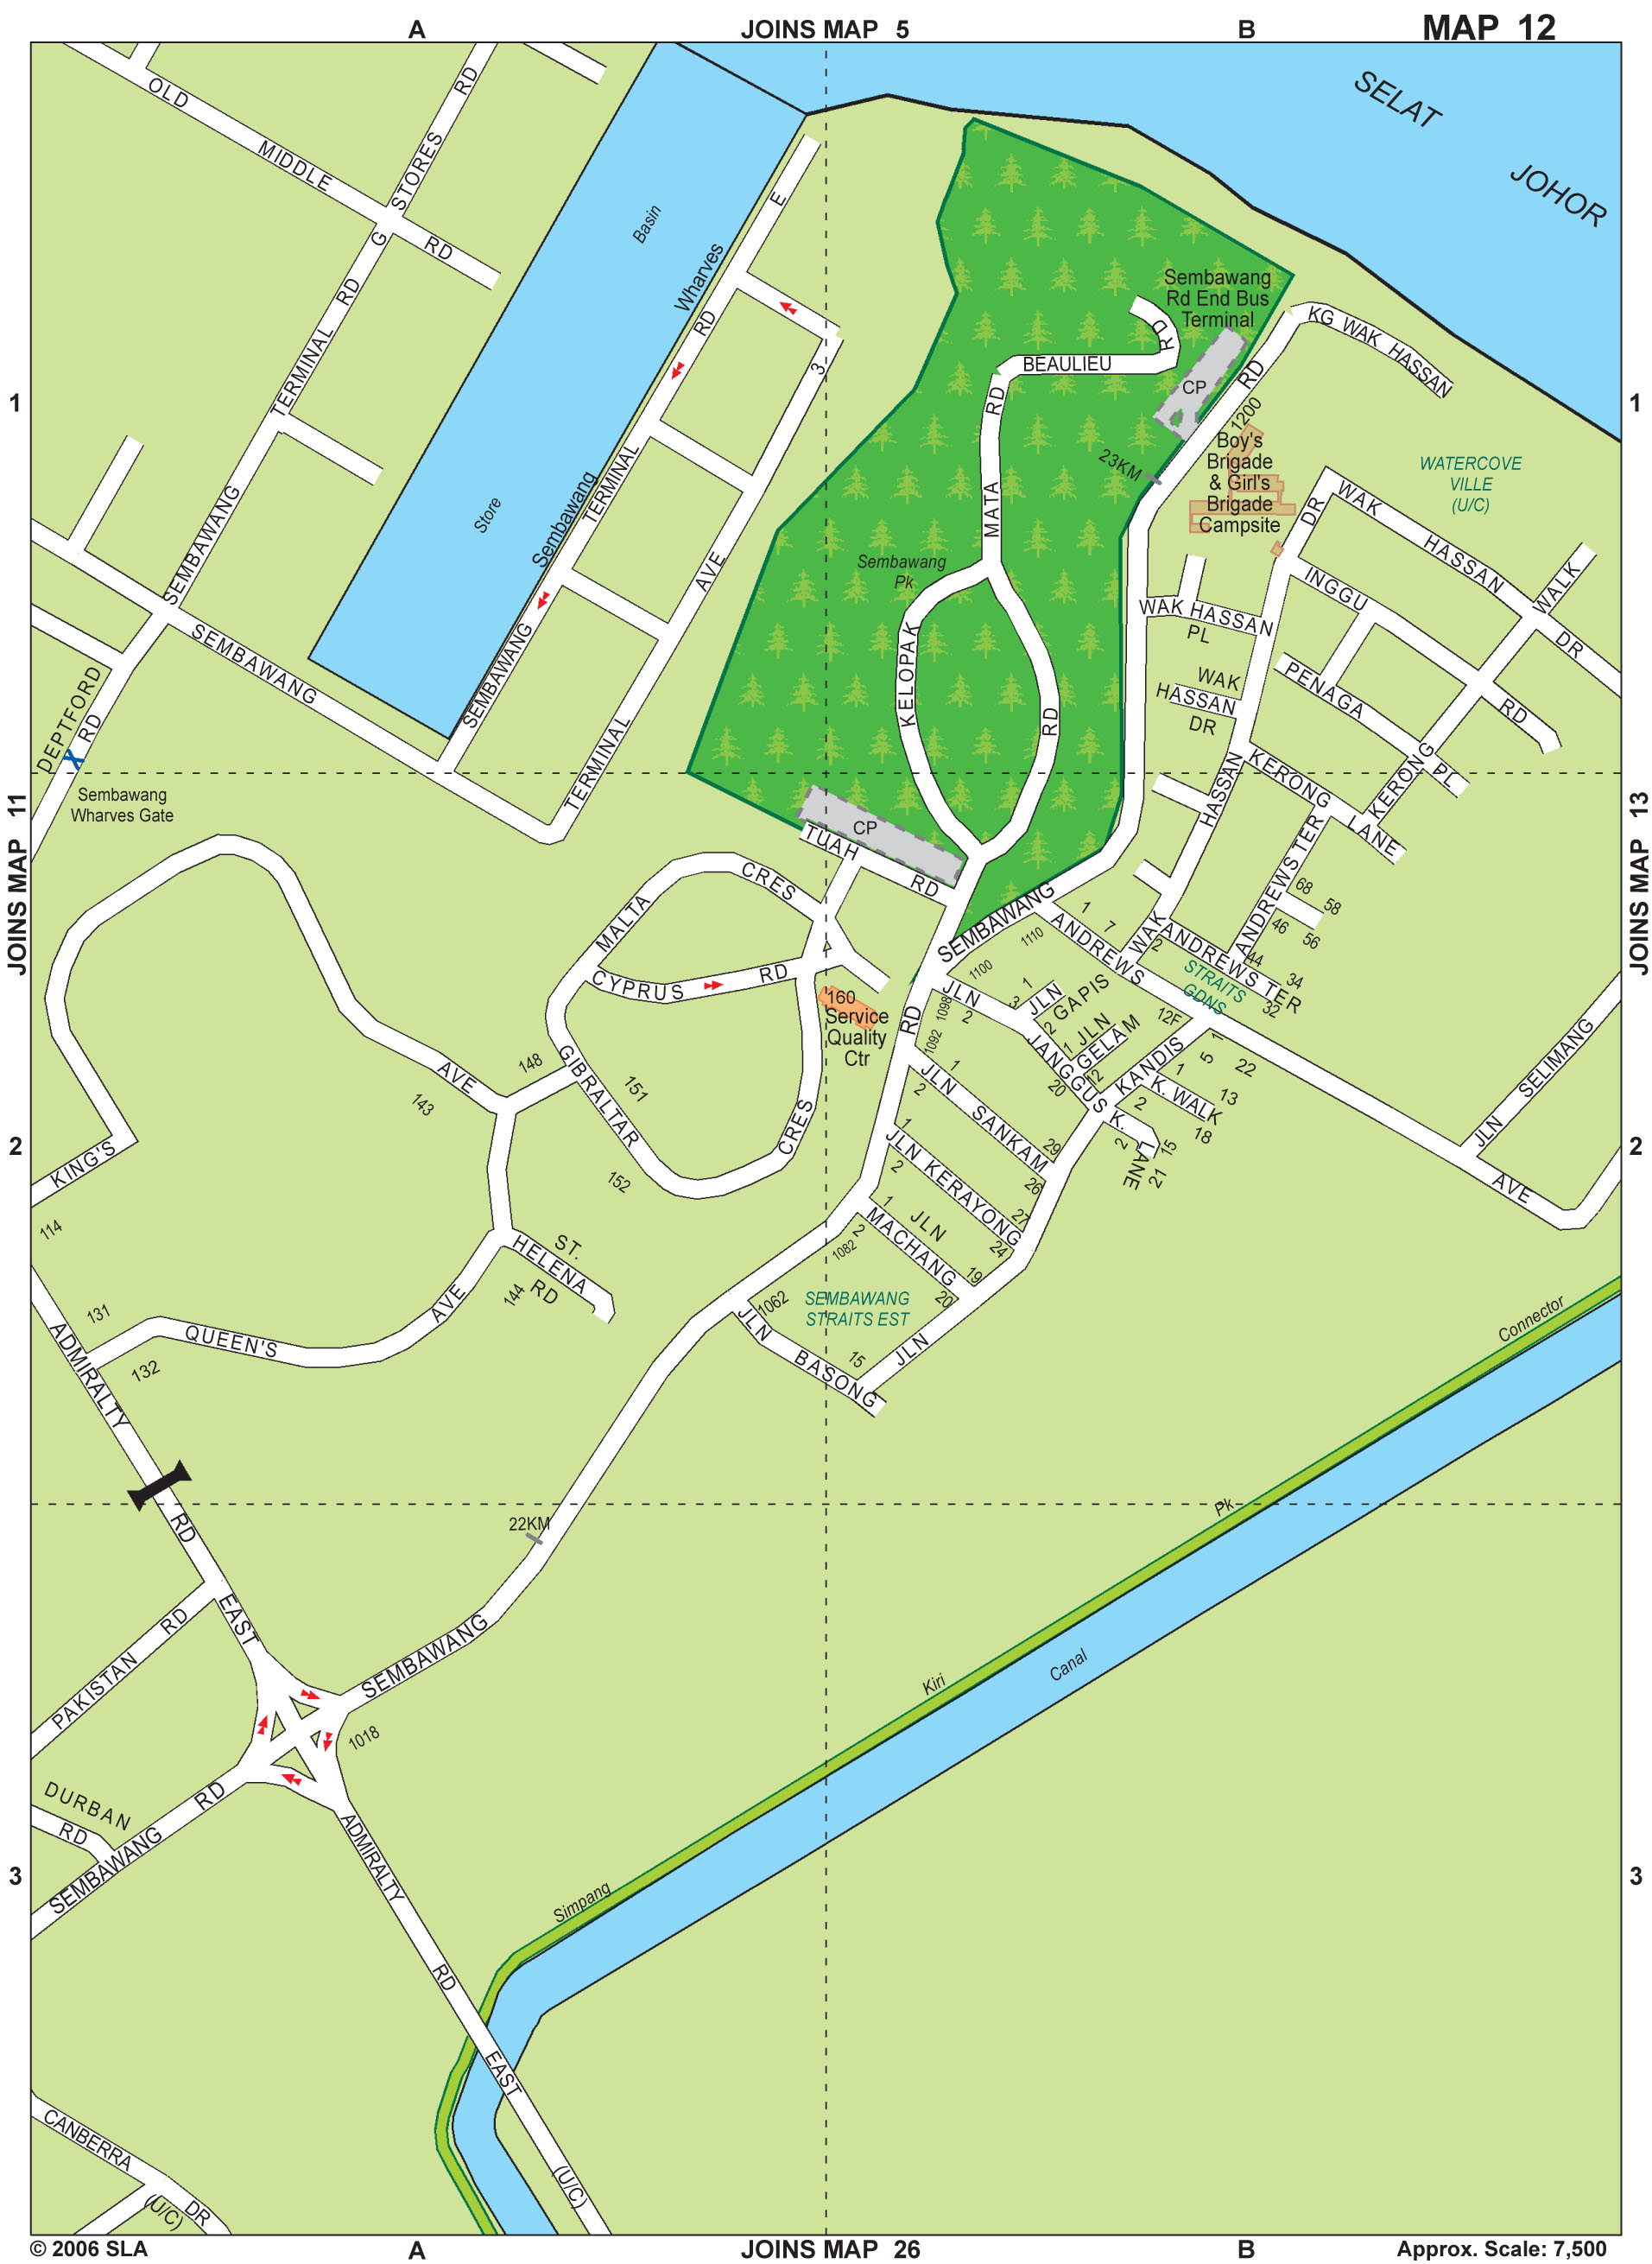 A
JOINS MAP 5
B
MAP 12
SELAT
JOHOR
OLD
MIDDLE
RD
G STORES RD
SEMBAWANG
TERMINAL
RD
Basin
Store
Sembawang
Wharves
SEMBAWANG
TERMINAL
RD
E
TERMINAL
AVE
3
SEMBAWANG
DEPTFORD
RD
Sembawang
Wharves Gate
Sembawang
Rd End Bus
Terminal
CP
BEAULIEU
RD
KG WAK HASSAN
RD
1200
23KM
Boy's
Brigade
& Girl's
Brigade
Campsite
WATERCOVE
VILLE
(U/C)
MATA
RD
Sembawang
Pk
KELOPAK
RD
DR
WAK
HASSAN
DR
WALK
INGGU
RD
WAK HASSAN
PL
WAK
HASSAN
DR
PENAGA
PL
KERONG
LANE
KERONG
HASSAN
WAK
1
1
JOINS MAP 11
JOINS MAP 13
CP
TUAH
RD
CRES
MALTA
CYPRUS
RD
160
Service
Quality
Ctr
GIBRALTAR
CRES
148
151
152
143
AVE
KING'S
114
131
132
QUEEN'S
AVE
ST.
HELENA
RD
144
SEMBAWANG
RD
1110
1100
1098
1092
1
7
ANDREWS
2
ANDREWS TER
ANDREWS TER
68
58
46
56
44
34
32
STRAITS
GDNS
12F
JLN
2
1
3
JLN
GAPIS
2
1
JLN
GELAM
12
JANGGUS
20
KANDIS
1
5
22
1
K. WALK
13
2
18
K.
LANE
2
15
21
1
JLN SANKAM
2
29
26
1
JLN KERAYONG
2
27
24
1
JLN
MACHANG
2
19
20
1082
1062
SEMBAWANG
STRAITS EST
JLN
BASONG
15
JLN
JLN SELIMANG
AVE
2
2
ADMIRALTY
RD
EAST
22KM
PAKISTAN RD
SEMBAWANG
1018
DURBAN
RD
SEMBAWANG RD
ADMIRALTY
RD
EAST
(U/C)
Simpang
Kiri
Pk
Connector
Canal
3
3
CANBERRA
DR
(U/C)
© 2006 SLA
A
JOINS MAP 26
B
Approx. Scale: 7,500